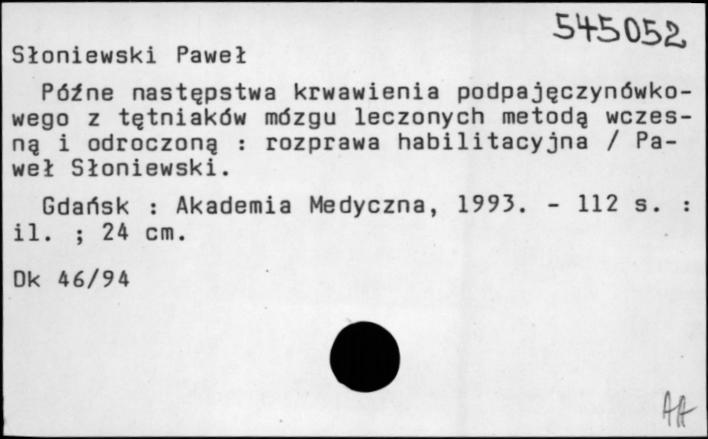 545052
Słoniewski Paweł
Późne następstwa krwawienia podpajęczynówko-
wego z tętniaków mózgu leczonych metodą wczes-
ną i odroczoną : rozprawa habilitacyjna / Pa-
weł Słoniewski.
Gdańsk : Akademia Medyczna, 1993. - 112 s. :
il. ; 24 cm.
Dk 46/94
AA